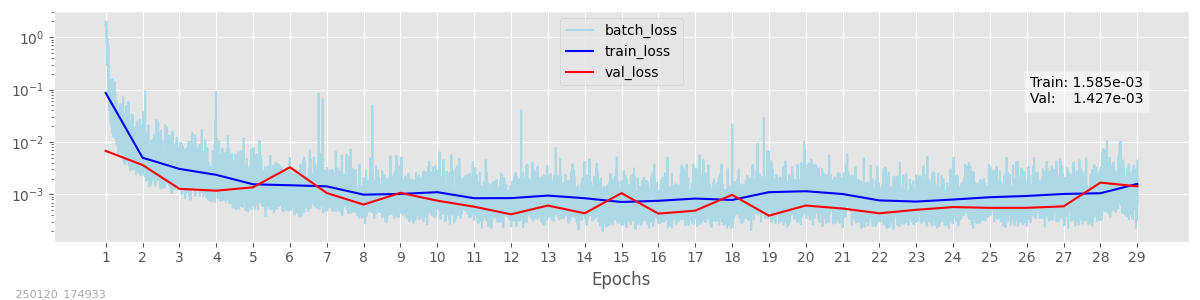 batch_loss
train_loss
val_loss
Train: 1.585e-03
Val: 1.427e-03
10^0
10^-1
10^-2
10^-3
1 2 3 4 5 6 7 8 9 10 11 12 13 14 15 16 17 18 19 20 21 22 23 24 25 26 27 28 29
Epochs
250120_174933